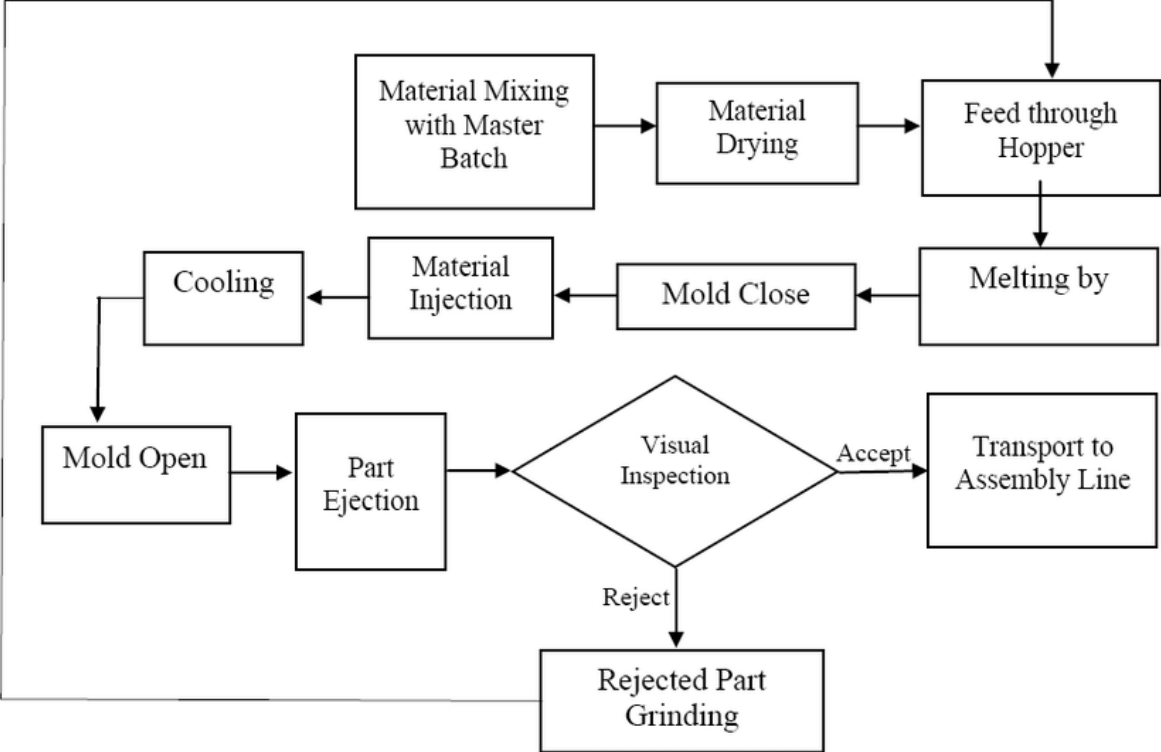 Material Mixing
with Master
Batch
Material
Drying
Feed through
Hopper
Melting by
Mold Close
Material
Injection
Cooling
Mold Open
Part
Ejection
Visual
Inspection
Accept
Transport to
Assembly Line
Reject
Rejected Part
Grinding